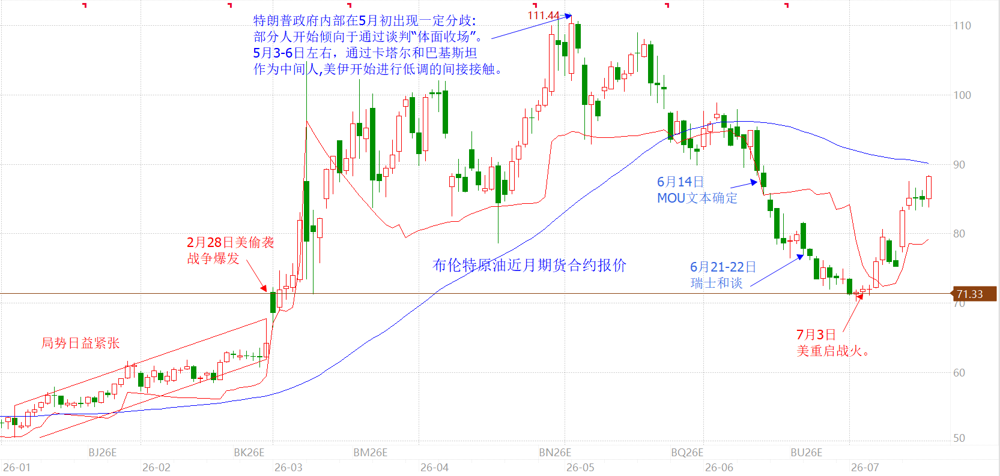 特朗普政府内部在5月初出现一定分歧:
部分人开始倾向于通过谈判“体面收场”。
5月3-6日左右，通过卡塔尔和巴基斯坦
作为中间人,美伊开始进行低调的间接接触。
111.44
110
100
90
80
70
60
50
6月14日
MOU文本确定
2月28日美偷袭
战争爆发
布伦特原油近月期货合约报价
6月21-22日
瑞士和谈
71.33
局势日益紧张
7月3日
美重启战火。
BJ26E
BK26E
BM26E
BN26E
BQ26E
BU26E
26-01
26-02
26-03
26-04
26-05
26-06
26-07